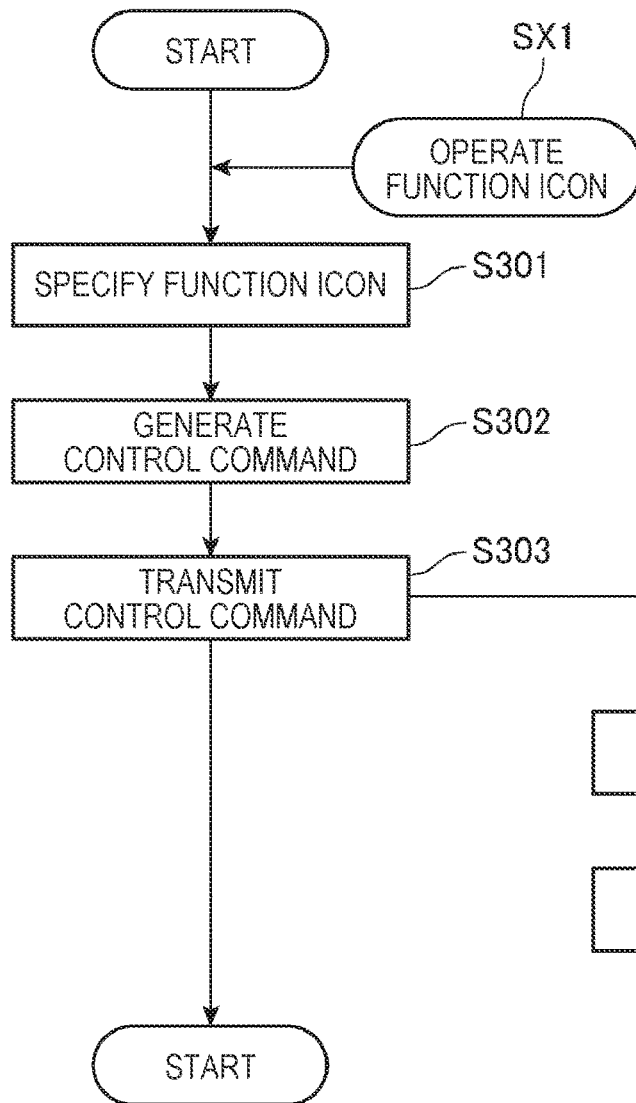 START
SX1
OPERATE
FUNCTION ICON
SPECIFY FUNCTION ICON
S301
GENERATE
CONTROL COMMAND
S302
TRANSMIT
CONTROL COMMAND
S303
START